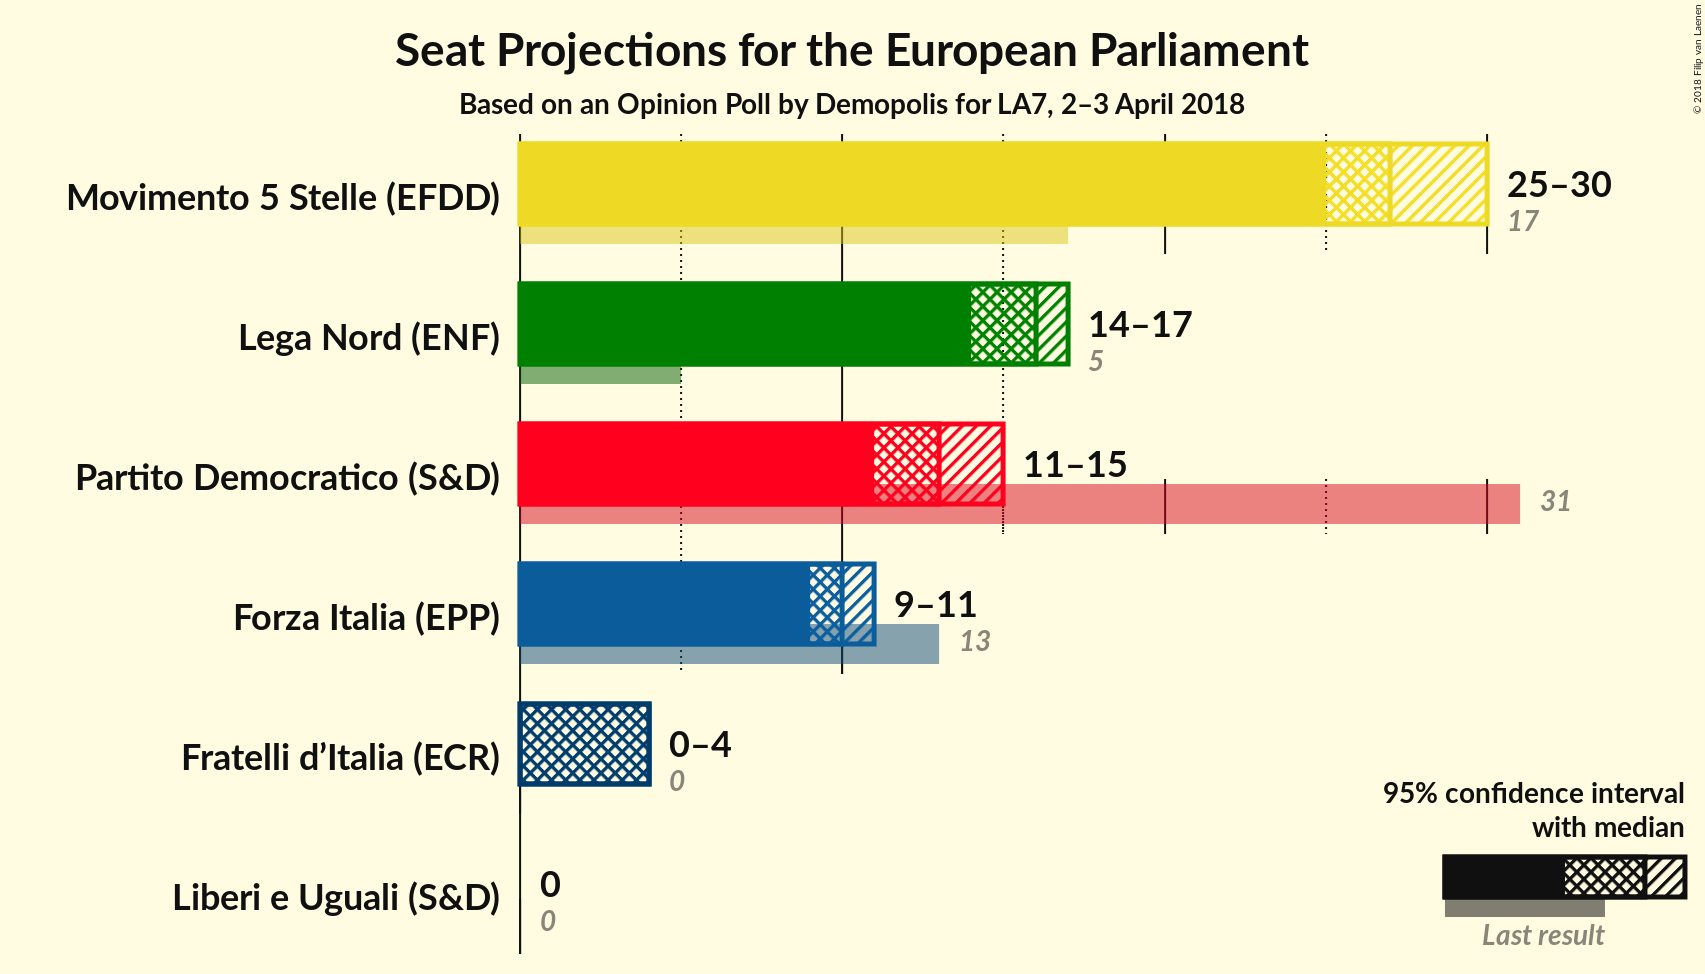 Seat Projections for the European Parliament
Based on an Opinion Poll by Demopolis for LA7, 2–3 April 2018
© 2018 Filip van Laenen
Movimento 5 Stelle (EFDD)
25–30
17
Lega Nord (ENF)
14–17
5
Partito Democratico (S&D)
11–15
31
Forza Italia (EPP)
9–11
13
Fratelli d’Italia (ECR)
0–4
0
Liberi e Uguali (S&D)
0
0
95% confidence interval
with median
Last result